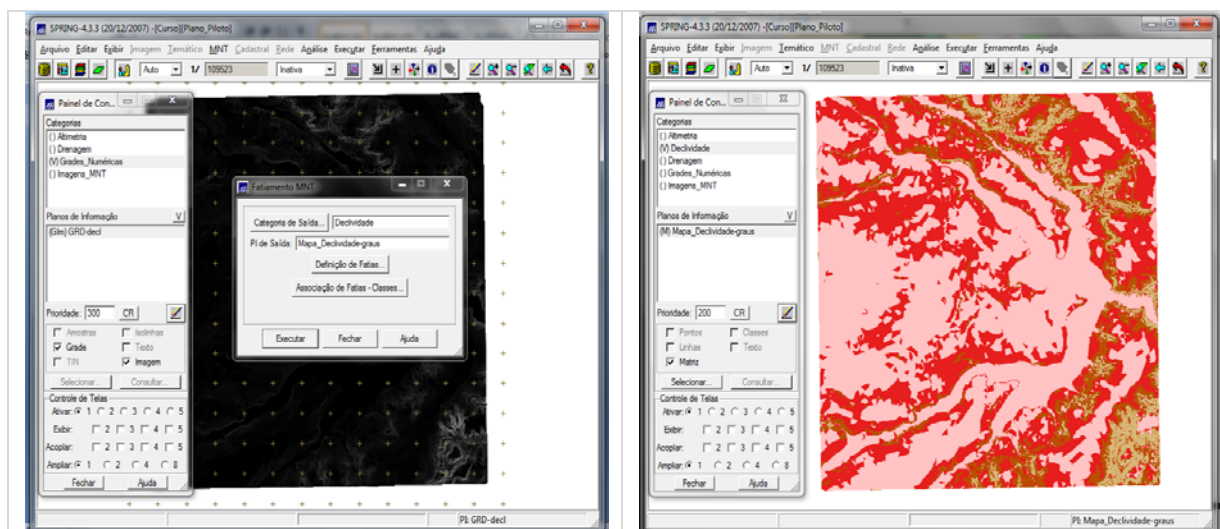 SPRING-4.3.3 (20/12/2007) -[Curso][Plano_Piloto]
Arquivo Editar Exibir Imagem Temático MNT Cadastral Rede Análise Executar Ferramentas Ajuda
Auto 1/ 109523 Inativa
Painel de Con...
Categorias
( ) Altimetria
( ) Drenagem
(V) Grades_Numéricas
( ) Imagens_MNT
Planos de Informação V
(GIm) GRD-decl
Prioridade: 300 CR
Amostras Isolinhas
Grade Texto
TIN Imagem
Selecionar... Consultar...
Controle de Telas
Ativar: 1 2 3 4 5
Exibir: 2 3 4 5
Acoplar: 2 3 4 5
Ampliar: 1 2 4 8
Fechar Ajuda
Fatiamento MNT
Categoria de Saída... Declividade
PI de Saída: Mapa_Declividade-graus
Definição de Fatias...
Associação de Fatias - Classes...
Executar Fechar Ajuda
PI: GRD-decl
SPRING-4.3.3 (20/12/2007) -[Curso][Plano_Piloto]
Arquivo Editar Exibir Imagem Temático MNT Cadastral Rede Análise Executar Ferramentas Ajuda
Auto 1/ 109523 Inativa
Painel de Con...
Categorias
( ) Altimetria
(V) Declividade
( ) Drenagem
( ) Grades_Numéricas
( ) Imagens_MNT
Planos de Informação V
(M) Mapa_Declividade-graus
Prioridade: 200 CR
Pontos Classes
Linhas Texto
Matriz
Selecionar... Consultar...
Controle de Telas
Ativar: 1 2 3 4 5
Exibir: 2 3 4 5
Acoplar: 2 3 4 5
Ampliar: 1 2 4 8
Fechar Ajuda
PI: Mapa_Declividade-graus